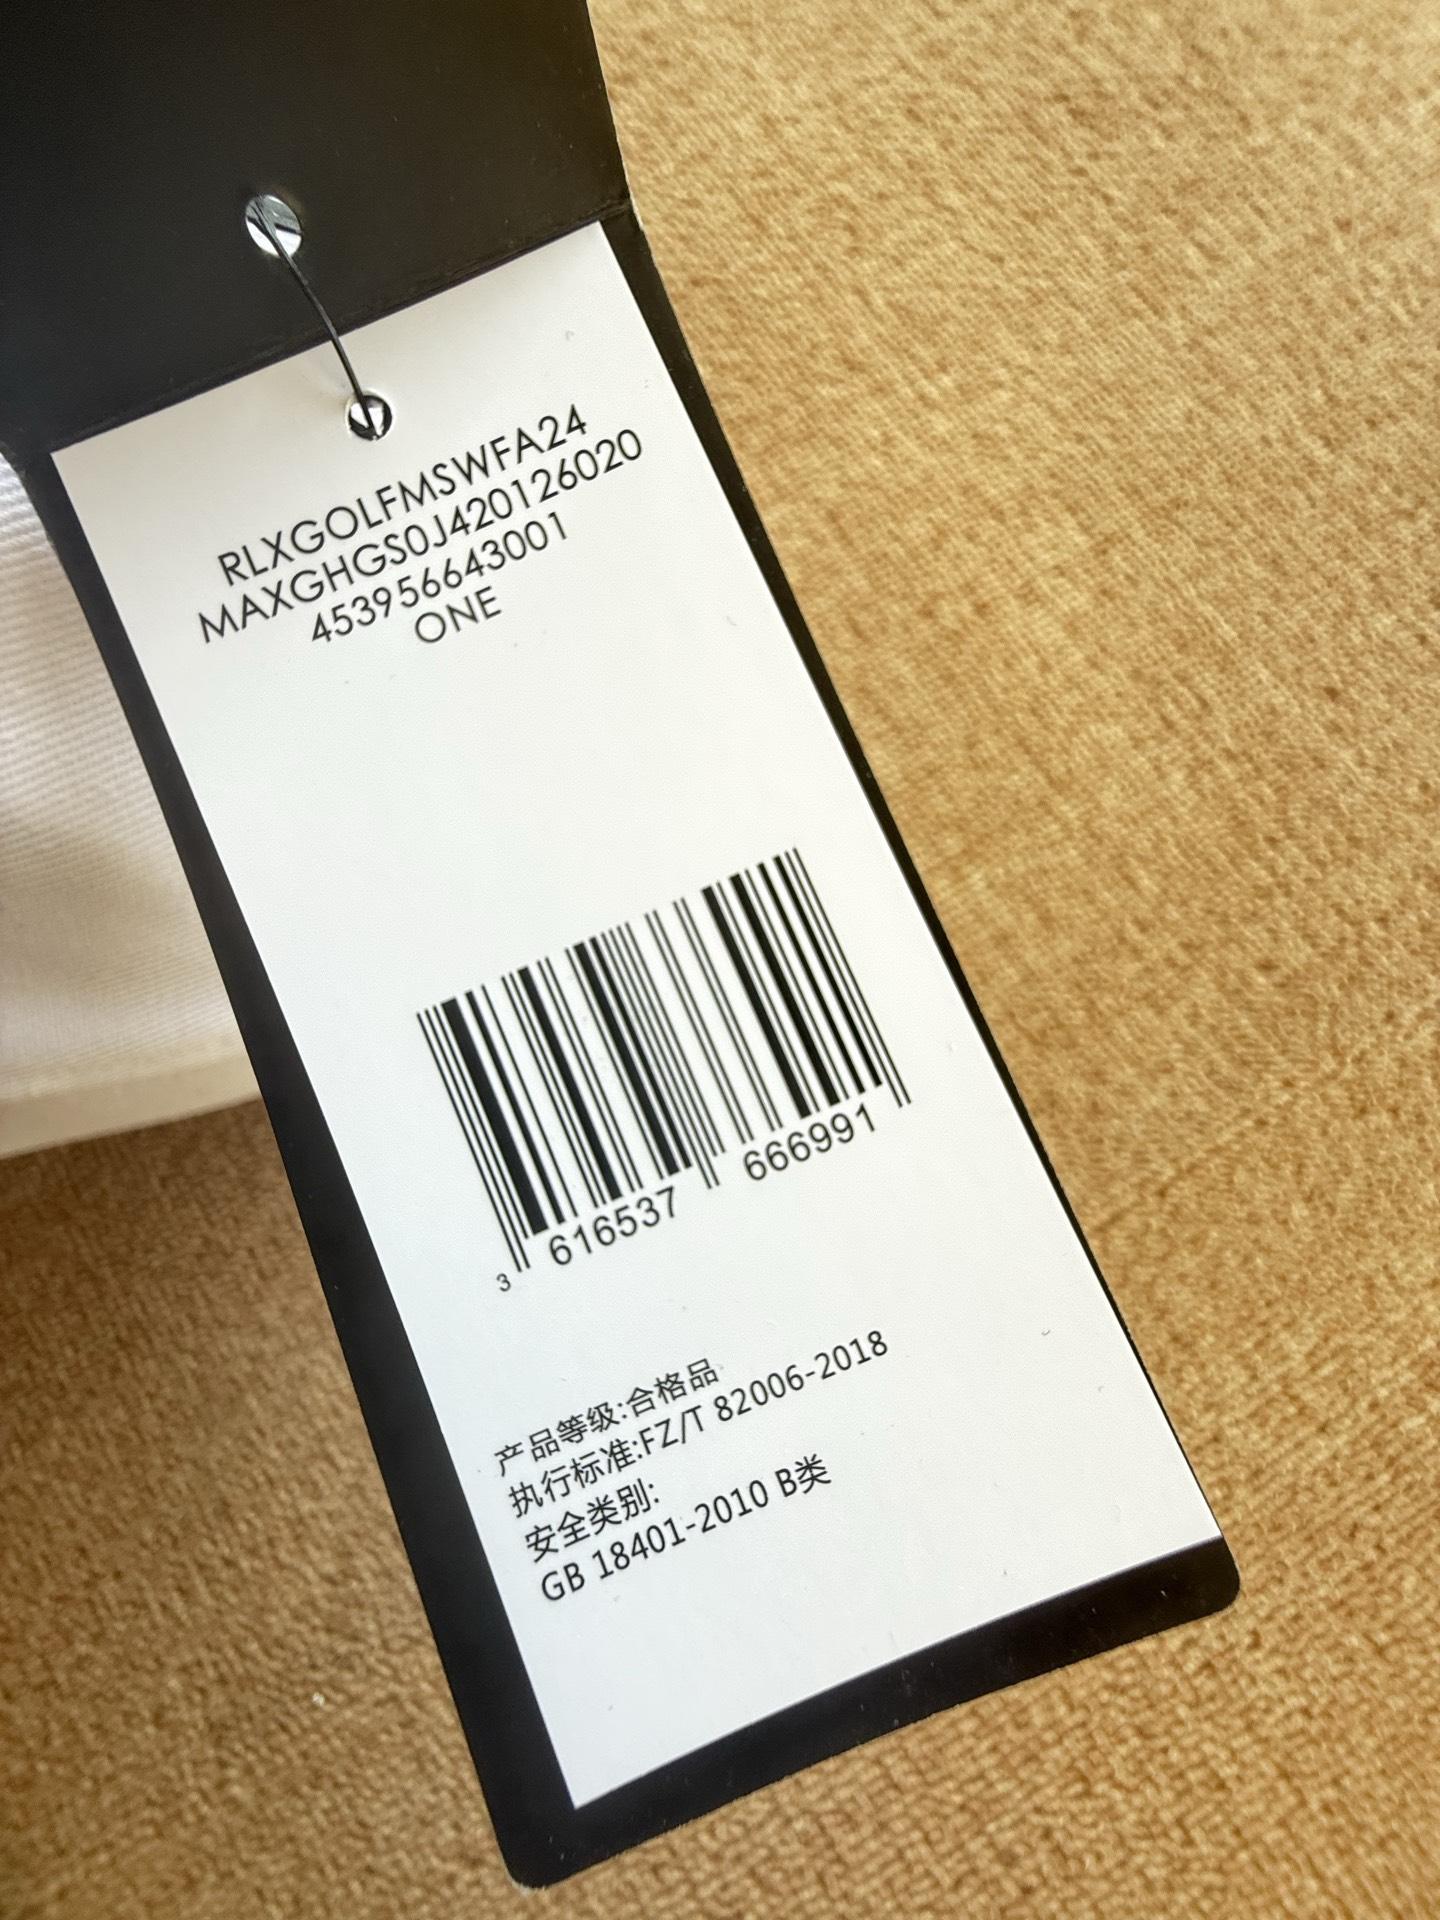 RLXGOLFMSWFA24
MAXGHGS0J420126020
453956643001
ONE
3 616537 666991
产品等级:合格品
执行标准:FZ/T 82006-2018
安全类别:
GB 18401-2010 B类